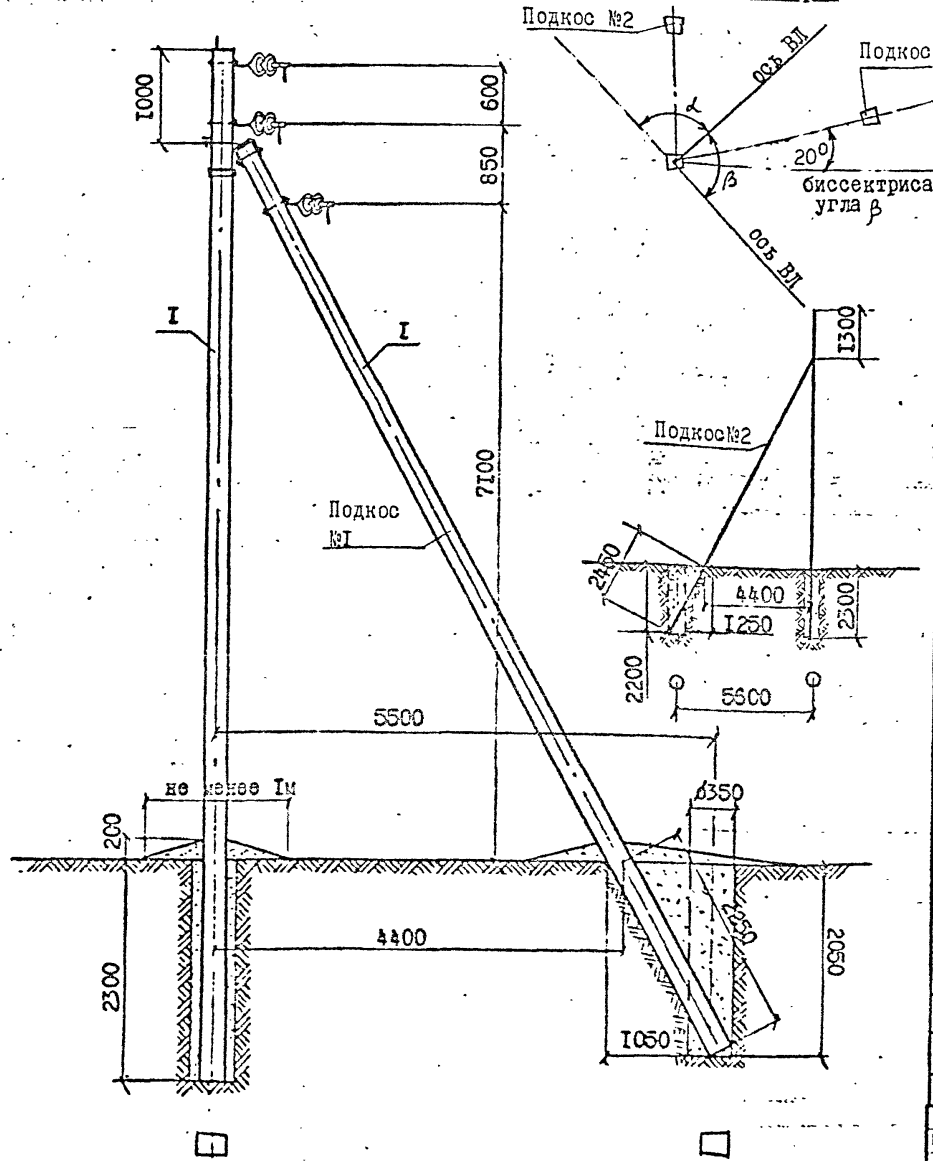 Подкос №2
ось ВЛ
Подкос
α
β
20°
биссектриса
угла β
ось ВЛ
1000
600
850
I
I
1300
Подкос№2
7100
Подкос
№1
2450
4400
1250
2300
2200
5600
5500
не менее 1м
200
ø350
4400
2300
2250
2050
1050